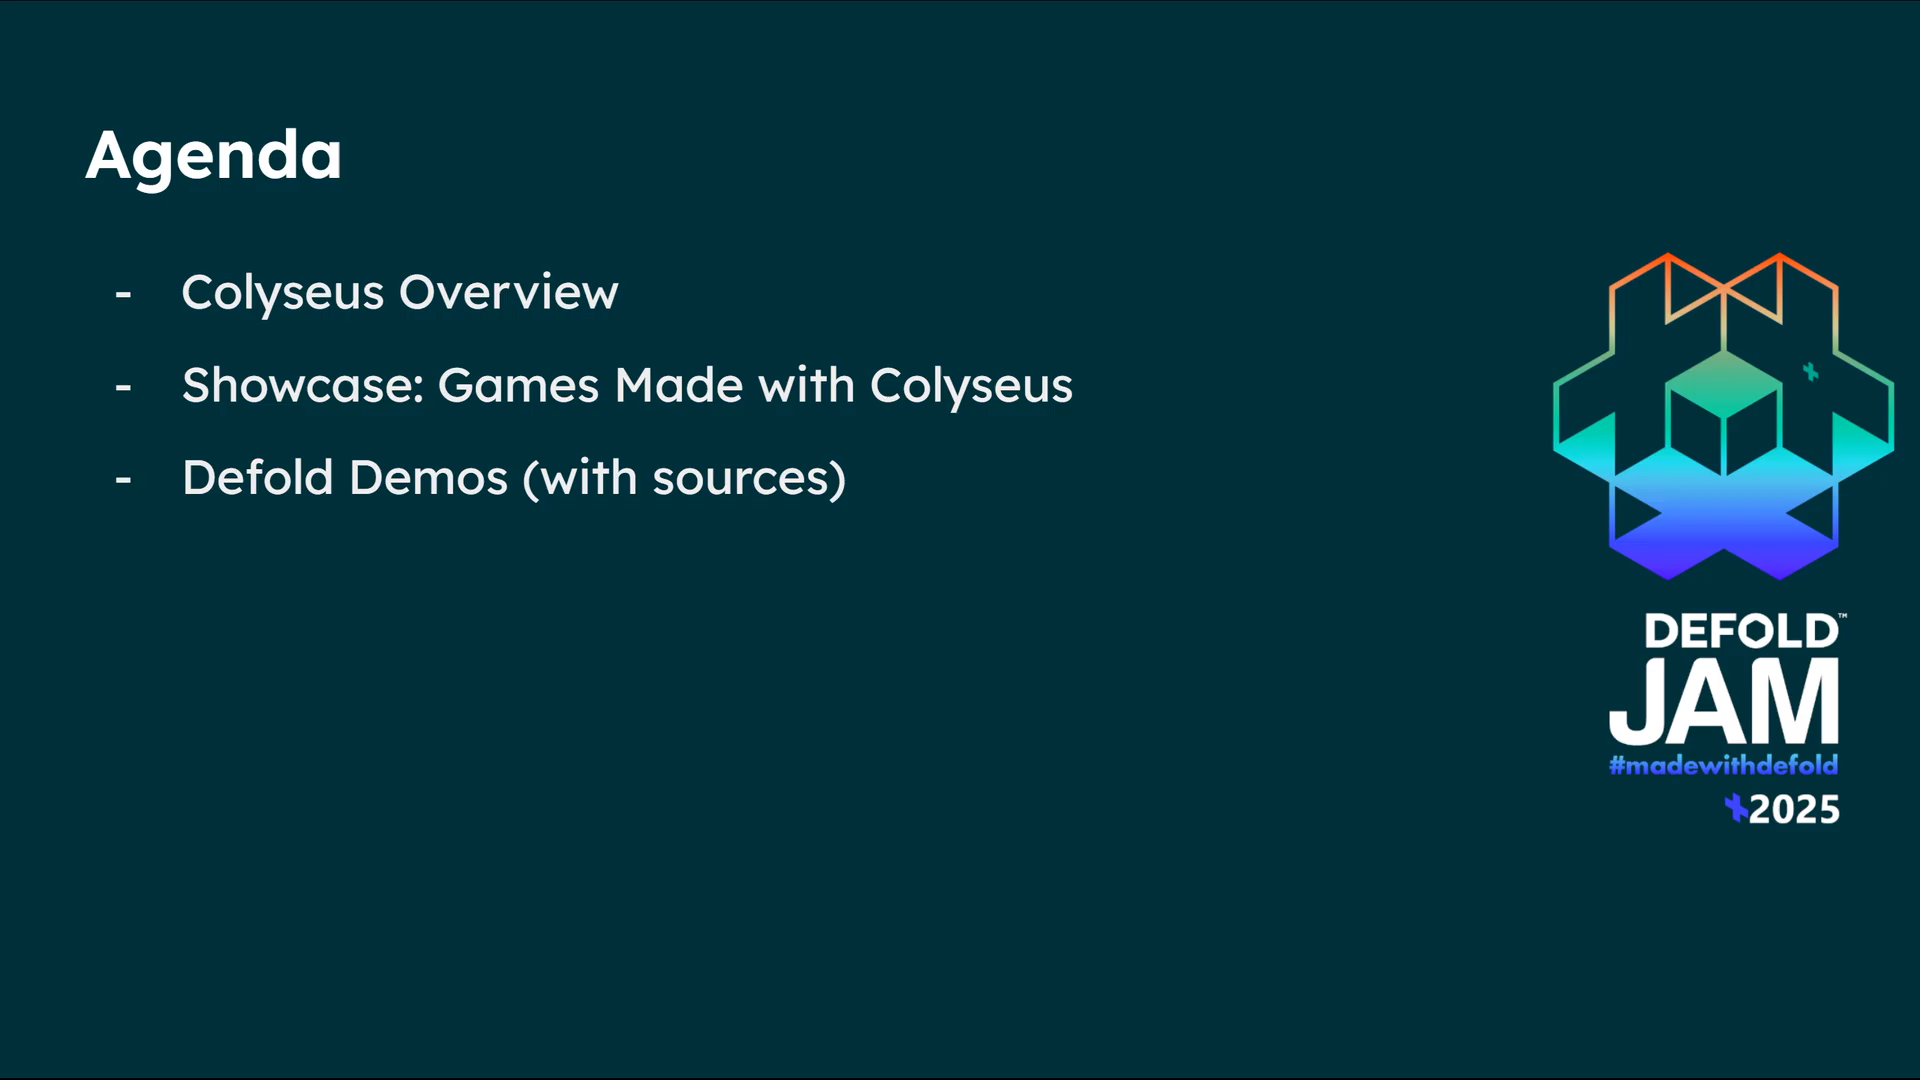 Agenda
- Colyseus Overview
- Showcase: Games Made with Colyseus
- Defold Demos (with sources)
DEFOLD™
JAM
#madewithdefold
2025